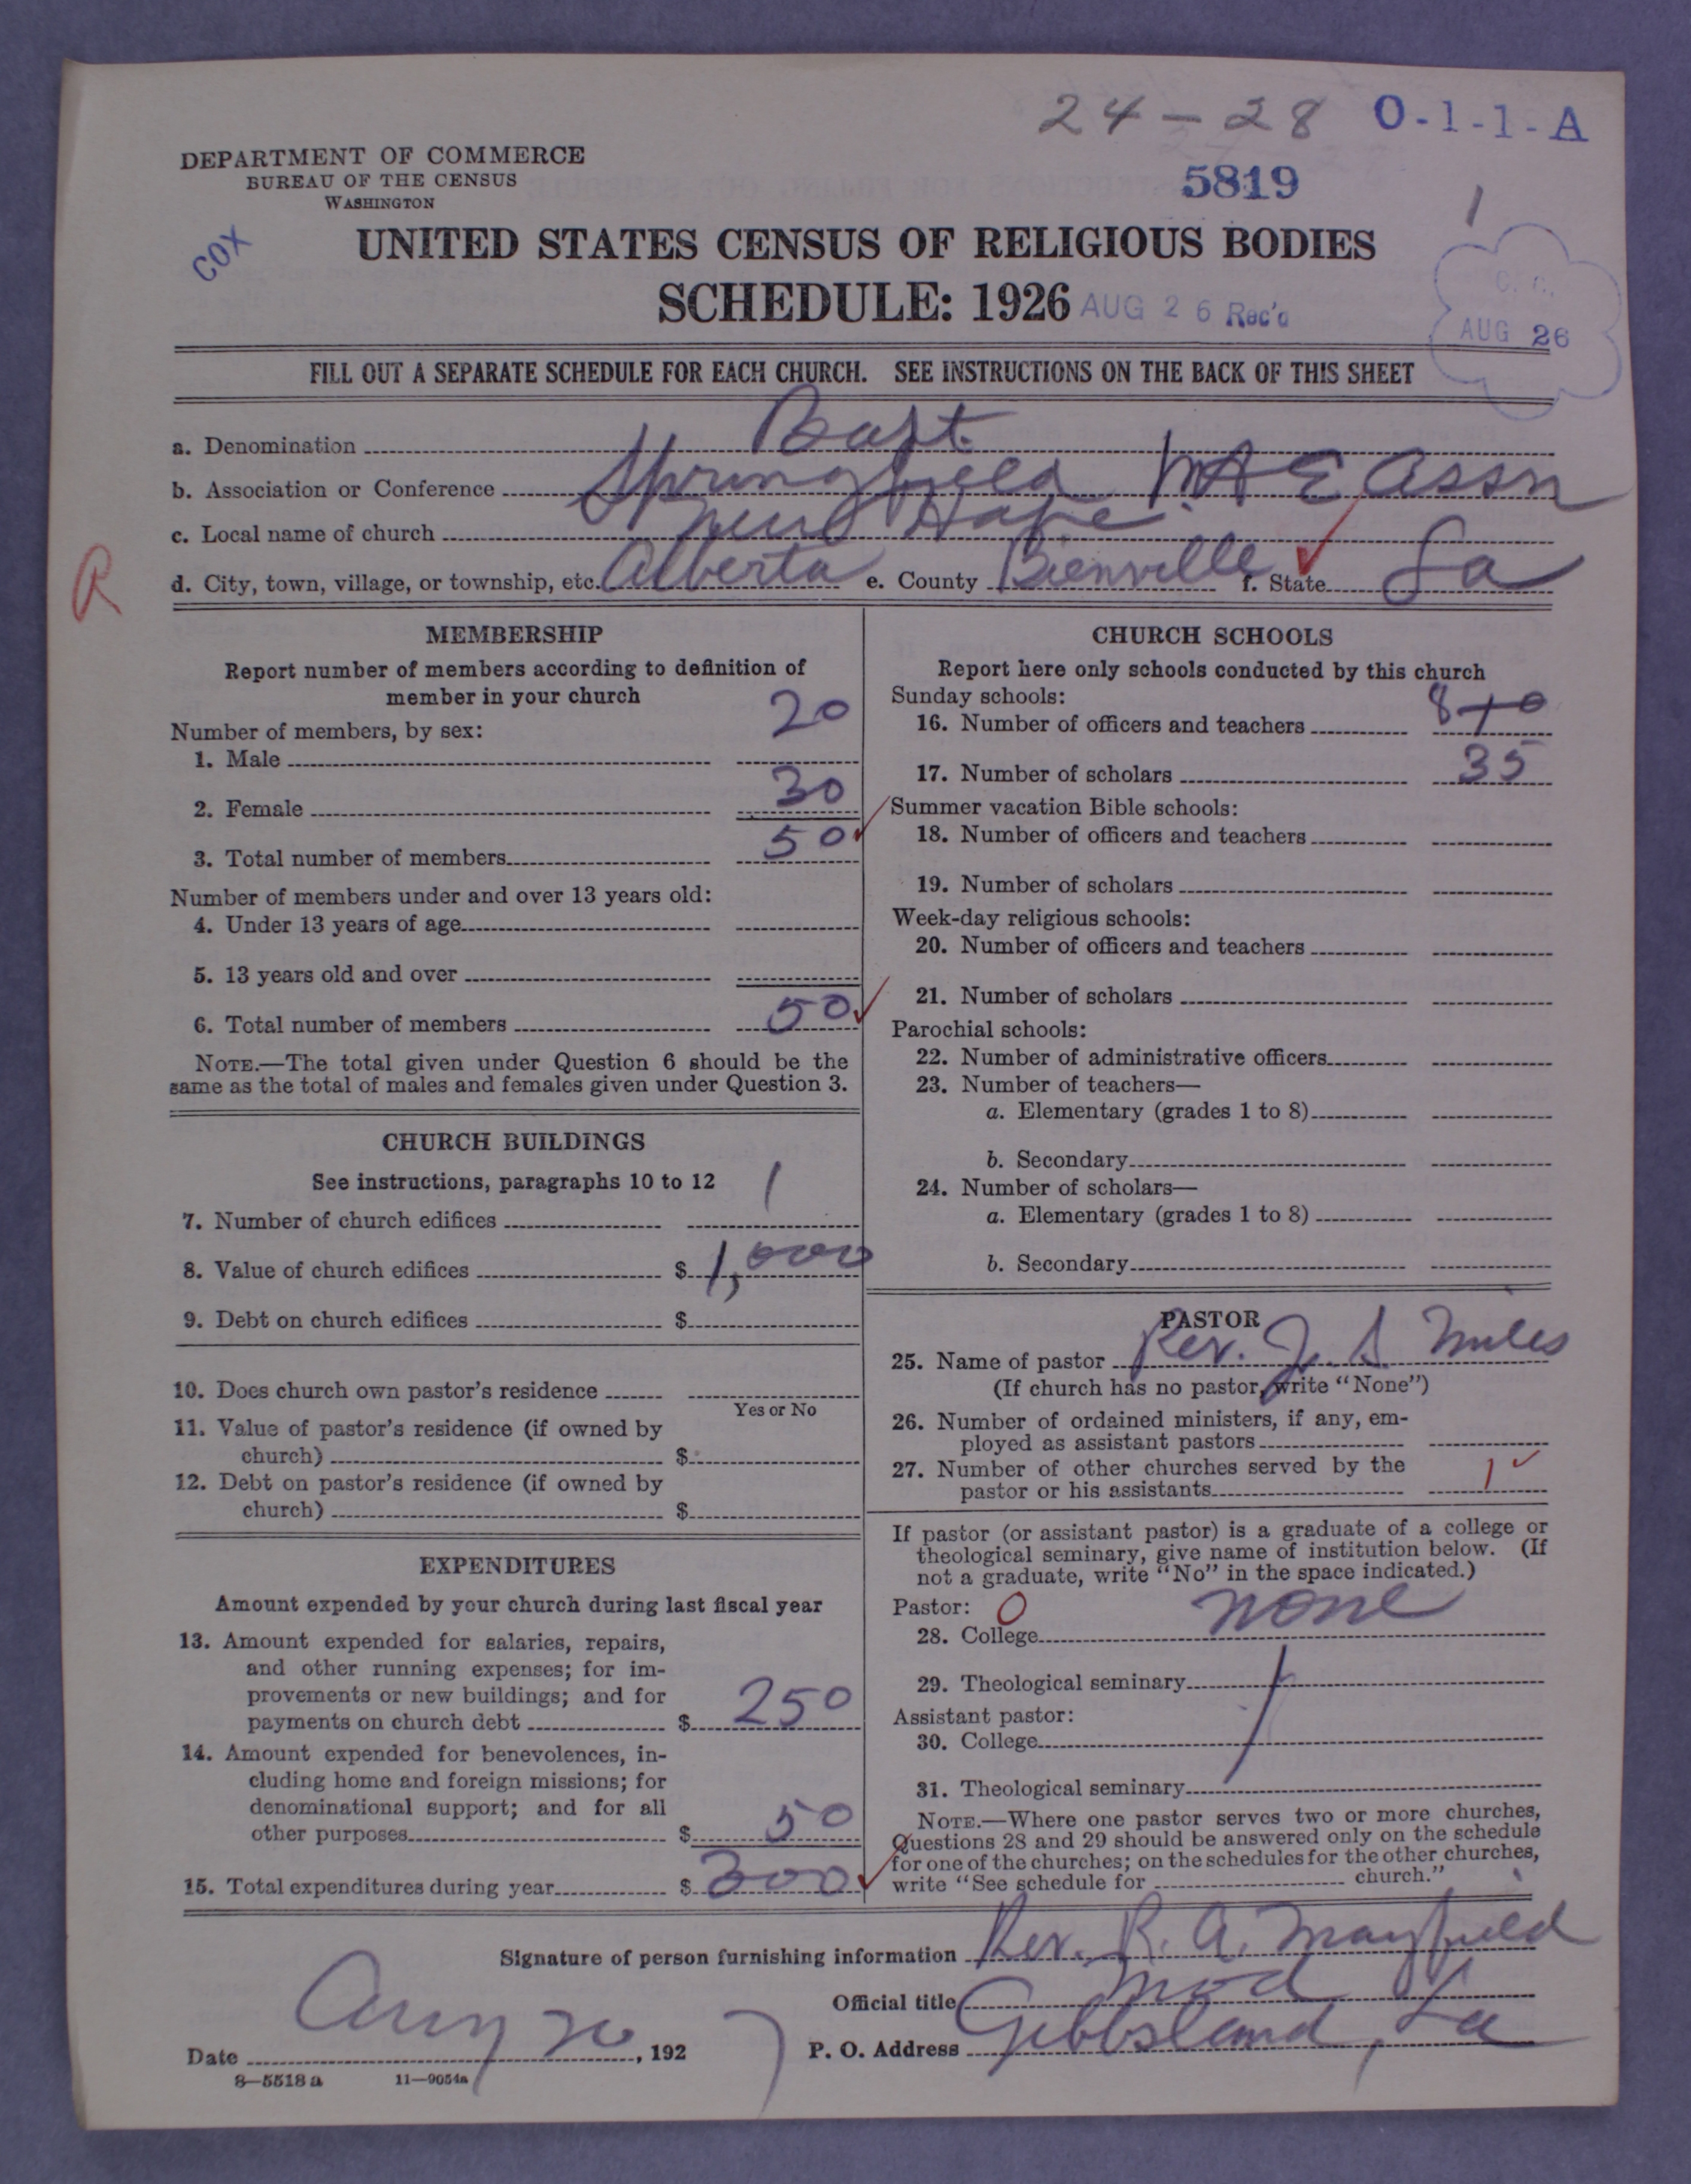 24-28 O-1-1-A
DEPARTMENT OF COMMERCE
BUREAU OF THE CENSUS
WASHINGTON
5819
1
COX
UNITED STATES CENSUS OF RELIGIOUS BODIES
SCHEDULE: 1926 AUG 26 Rec'd
AUG 26
FILL OUT A SEPARATE SCHEDULE FOR EACH CHURCH. SEE INSTRUCTIONS ON THE BACK OF THIS SHEET
a. Denomination Bapt.
b. Association or Conference Springfield M A E Assn
c. Local name of church New Hope
R
d. City, town, village, or township, etc. Alberta e. County Bienville f. State La
MEMBERSHIP
Report number of members according to definition of
member in your church
Number of members, by sex:
1. Male 20
2. Female 30
3. Total number of members 50
Number of members under and over 13 years old:
4. Under 13 years of age
5. 13 years old and over
6. Total number of members 50
NOTE.—The total given under Question 6 should be the
same as the total of males and females given under Question 3.
CHURCH BUILDINGS
See instructions, paragraphs 10 to 12
7. Number of church edifices 1
8. Value of church edifices $ 1,000
9. Debt on church edifices $
10. Does church own pastor's residence
Yes or No
11. Value of pastor's residence (if owned by
church) $
12. Debt on pastor's residence (if owned by
church) $
EXPENDITURES
Amount expended by your church during last fiscal year
13. Amount expended for salaries, repairs,
and other running expenses; for im-
provements or new buildings; and for
payments on church debt $ 250
14. Amount expended for benevolences, in-
cluding home and foreign missions; for
denominational support; and for all
other purposes $ 50
15. Total expenditures during year $ 300
CHURCH SCHOOLS
Report here only schools conducted by this church
Sunday schools:
16. Number of officers and teachers 8
17. Number of scholars 35
Summer vacation Bible schools:
18. Number of officers and teachers
19. Number of scholars
Week-day religious schools:
20. Number of officers and teachers
21. Number of scholars
Parochial schools:
22. Number of administrative officers
23. Number of teachers—
a. Elementary (grades 1 to 8)
b. Secondary
24. Number of scholars—
a. Elementary (grades 1 to 8)
b. Secondary
PASTOR
25. Name of pastor Rev. J. S. Miles
(If church has no pastor, write "None")
26. Number of ordained ministers, if any, em-
ployed as assistant pastors
27. Number of other churches served by the
pastor or his assistants 1
If pastor (or assistant pastor) is a graduate of a college or
theological seminary, give name of institution below. (If
not a graduate, write "No" in the space indicated.)
Pastor: 0
28. College none
29. Theological seminary
Assistant pastor:
30. College
31. Theological seminary
NOTE.—Where one pastor serves two or more churches,
Questions 28 and 29 should be answered only on the schedule
for one of the churches; on the schedules for the other churches,
write "See schedule for church."
Signature of person furnishing information Rev. R. A. Mayfield
Official title Mod
Date Aug 20, 192 7 P. O. Address Gibbsland, La
8—5518 a 11—9054a